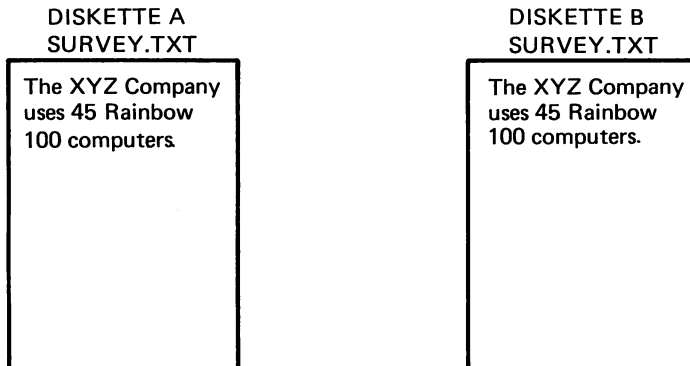 DISKETTE A
SURVEY.TXT
The XYZ Company
uses 45 Rainbow
100 computers.
DISKETTE B
SURVEY.TXT
The XYZ Company
uses 45 Rainbow
100 computers.